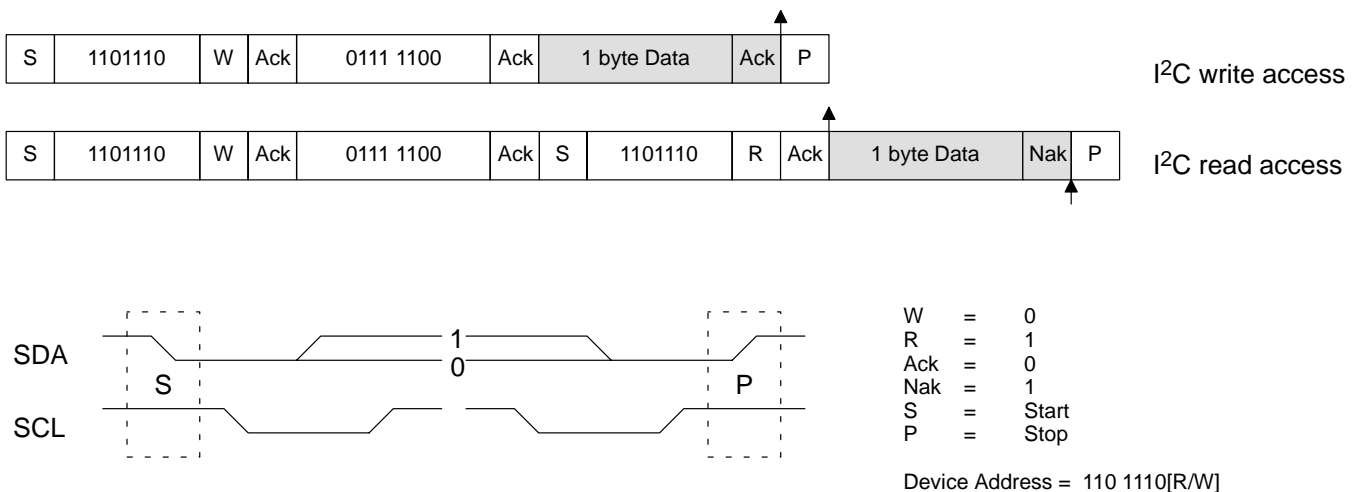 S 1101110 W Ack 0111 1100 Ack 1 byte Data Ack P I2C write access
S 1101110 W Ack 0111 1100 Ack S 1101110 R Ack 1 byte Data Nak P I2C read access
SDA
1
0
S
P
SCL
W = 0
R = 1
Ack = 0
Nak = 1
S = Start
P = Stop
Device Address = 110 1110[R/W]